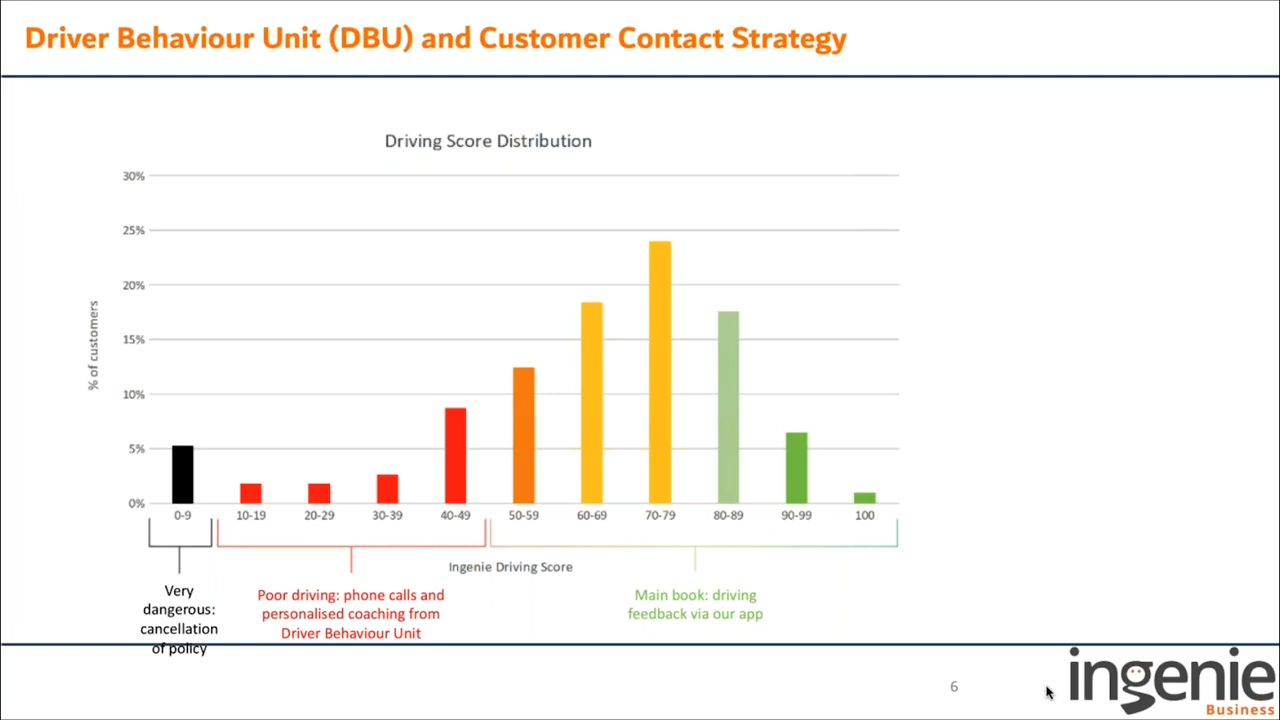 Driver Behaviour Unit (DBU) and Customer Contact Strategy
Driving Score Distribution
% of customers
30%
25%
20%
15%
10%
5%
0%
0-9 10-19 20-29 30-39 40-49 50-59 60-69 70-79 80-89 90-99 100
Ingenie Driving Score
Very
dangerous:
cancellation
of policy
Poor driving: phone calls and
personalised coaching from
Driver Behaviour Unit
Main book: driving
feedback via our app
6
ingenie
Business